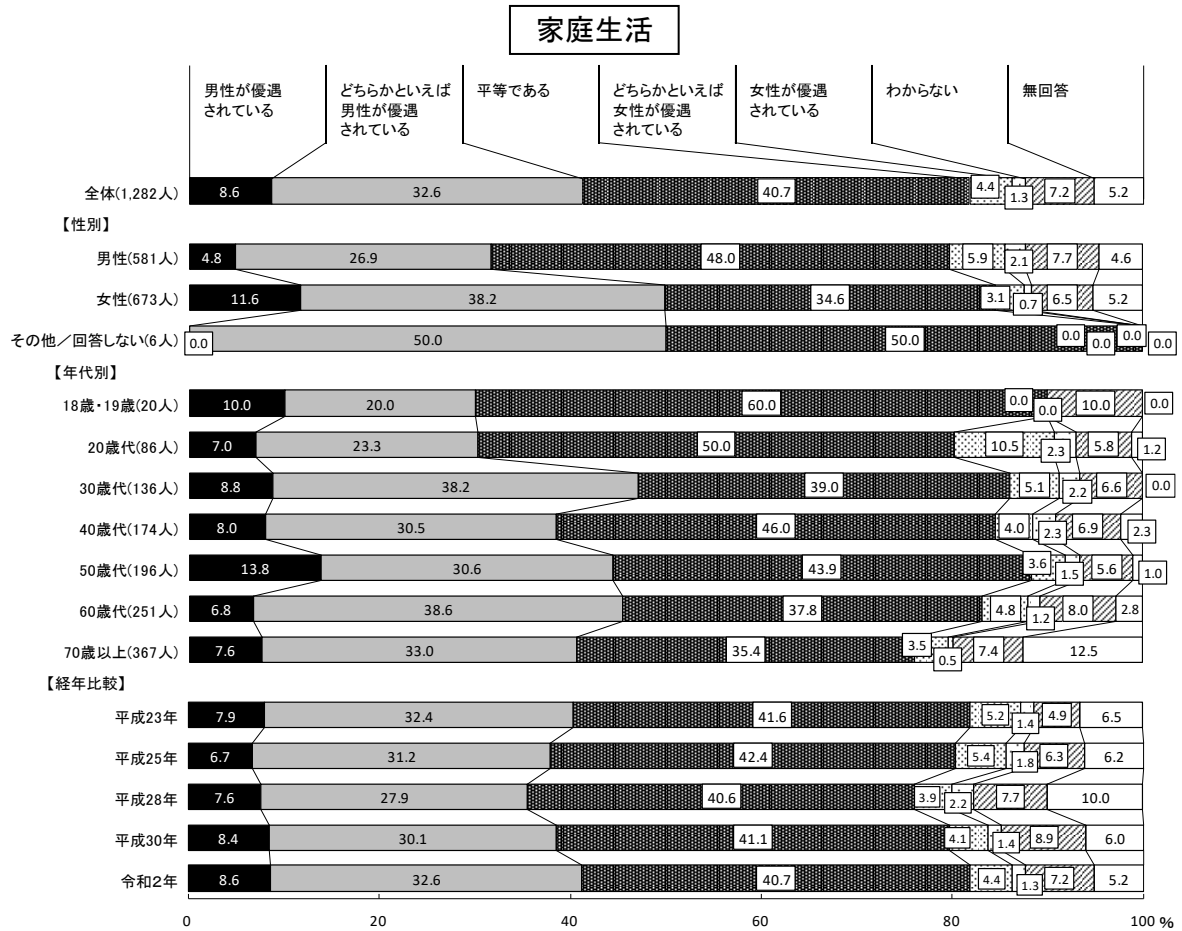 家庭生活
男性が優遇
されている
どちらかといえば
男性が優遇
されている
平等である
どちらかといえば
女性が優遇
されている
女性が優遇
されている
わからない
無回答
全体(1,282人) 8.6 32.6 40.7 4.4 1.3 7.2 5.2
【性別】
男性(581人) 4.8 26.9 48.0 5.9 2.1 7.7 4.6
女性(673人) 11.6 38.2 34.6 3.1 0.7 6.5 5.2
その他／回答しない(6人) 0.0 50.0 50.0 0.0 0.0 0.0 0.0
【年代別】
18歳・19歳(20人) 10.0 20.0 60.0 0.0 0.0 10.0 0.0
20歳代(86人) 7.0 23.3 50.0 10.5 2.3 5.8 1.2
30歳代(136人) 8.8 38.2 39.0 5.1 2.2 6.6 0.0
40歳代(174人) 8.0 30.5 46.0 4.0 2.3 6.9 2.3
50歳代(196人) 13.8 30.6 43.9 3.6 1.5 5.6 1.0
60歳代(251人) 6.8 38.6 37.8 4.8 1.2 8.0 2.8
70歳以上(367人) 7.6 33.0 35.4 3.5 0.5 7.4 12.5
【経年比較】
平成23年 7.9 32.4 41.6 5.2 1.4 4.9 6.5
平成25年 6.7 31.2 42.4 5.4 1.8 6.3 6.2
平成28年 7.6 27.9 40.6 3.9 2.2 7.7 10.0
平成30年 8.4 30.1 41.1 4.1 1.4 8.9 6.0
令和2年 8.6 32.6 40.7 4.4 1.3 7.2 5.2
0 20 40 60 80 100 %